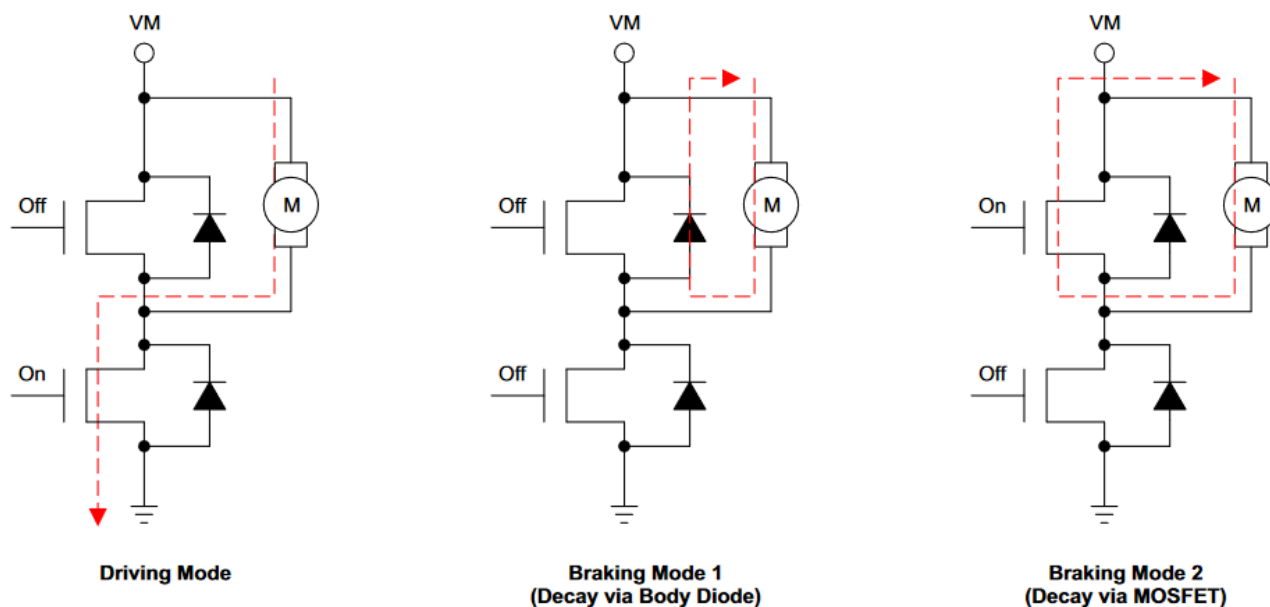 VM
VM
VM
Off
M
Off
M
On
M
On
Off
Off
Driving Mode
Braking Mode 1
(Decay via Body Diode)
Braking Mode 2
(Decay via MOSFET)